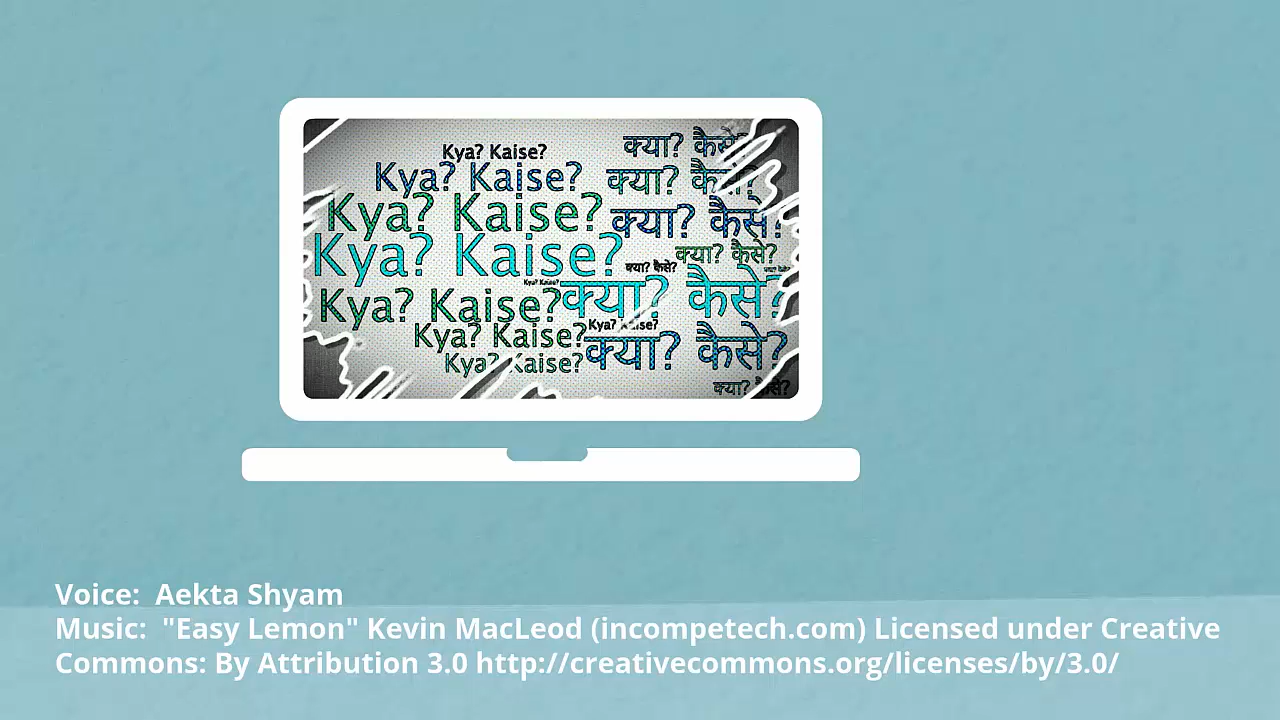 Kya? Kaise?
Kya? Kaise?
Kya? Kaise?
Kya? Kaise?
Kya? Kaise?
Kya? Kaise?
Kya? Kaise?
Kya? Kaise?
Kya? Kaise?
क्या? कैसे?
क्या? कैसे?
क्या? कैसे?
क्या? कैसे?
क्या? कैसे?
क्या? कैसे?
क्या? कैसे?
क्या? कैसे?
Voice: Aekta Shyam
Music: "Easy Lemon" Kevin MacLeod (incompetech.com) Licensed under Creative
Commons: By Attribution 3.0 http://creativecommons.org/licenses/by/3.0/